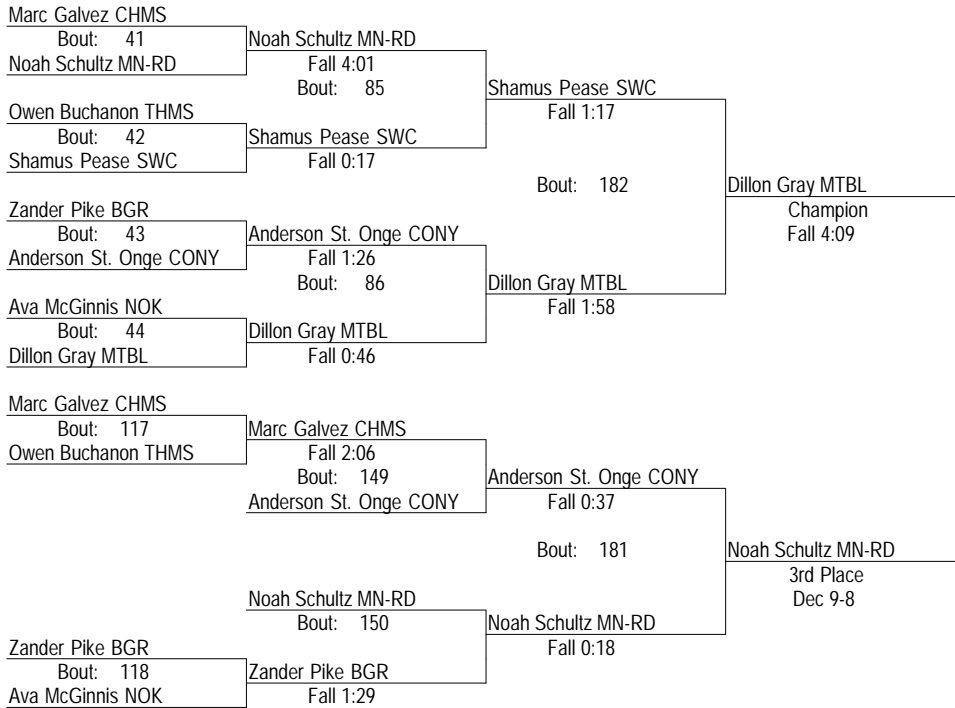 Marc Galvez CHMS
Bout: 41
Noah Schultz MN-RD
Noah Schultz MN-RD
Fall 4:01
Bout: 85
Owen Buchanon THMS
Bout: 42
Shamus Pease SWC
Shamus Pease SWC
Fall 0:17
Shamus Pease SWC
Fall 1:17
Bout: 182
Zander Pike BGR
Bout: 43
Anderson St. Onge CONY
Anderson St. Onge CONY
Fall 1:26
Bout: 86
Ava McGinnis NOK
Bout: 44
Dillon Gray MTBL
Dillon Gray MTBL
Fall 0:46
Dillon Gray MTBL
Fall 1:58
Dillon Gray MTBL
Champion
Fall 4:09
Marc Galvez CHMS
Bout: 117
Owen Buchanon THMS
Marc Galvez CHMS
Fall 2:06
Bout: 149
Anderson St. Onge CONY
Anderson St. Onge CONY
Fall 0:37
Bout: 181
Noah Schultz MN-RD
Bout: 150
Zander Pike BGR
Bout: 118
Ava McGinnis NOK
Zander Pike BGR
Fall 1:29
Noah Schultz MN-RD
Fall 0:18
Noah Schultz MN-RD
3rd Place
Dec 9-8